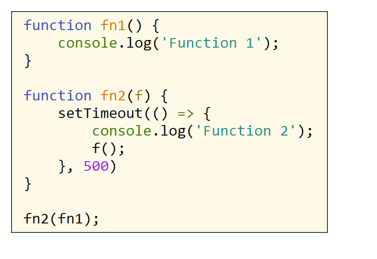 function fn1() {
    console.log('Function 1');
}

function fn2(f) {
    setTimeout(() => {
        console.log('Function 2');
        f();
    }, 500)
}

fn2(fn1);